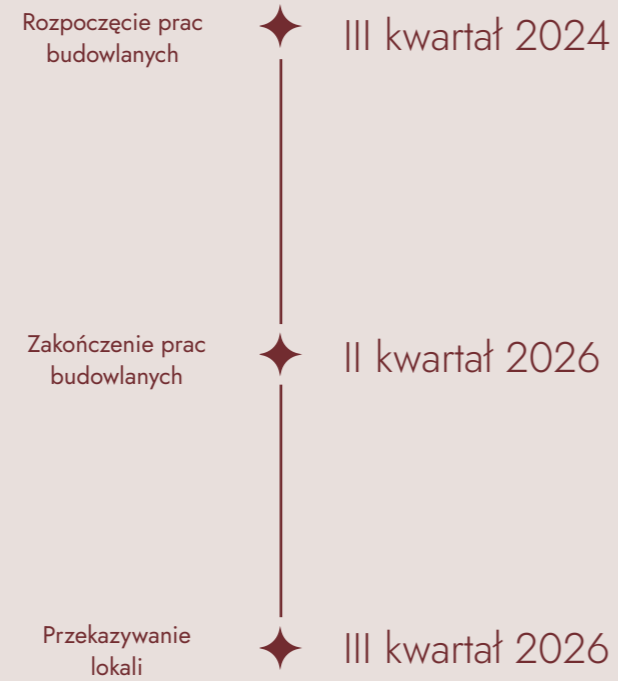 Rozpoczęcie prac
budowlanych
III kwartał 2024
Zakończenie prac
budowlanych
II kwartał 2026
Przekazywanie
lokali
III kwartał 2026